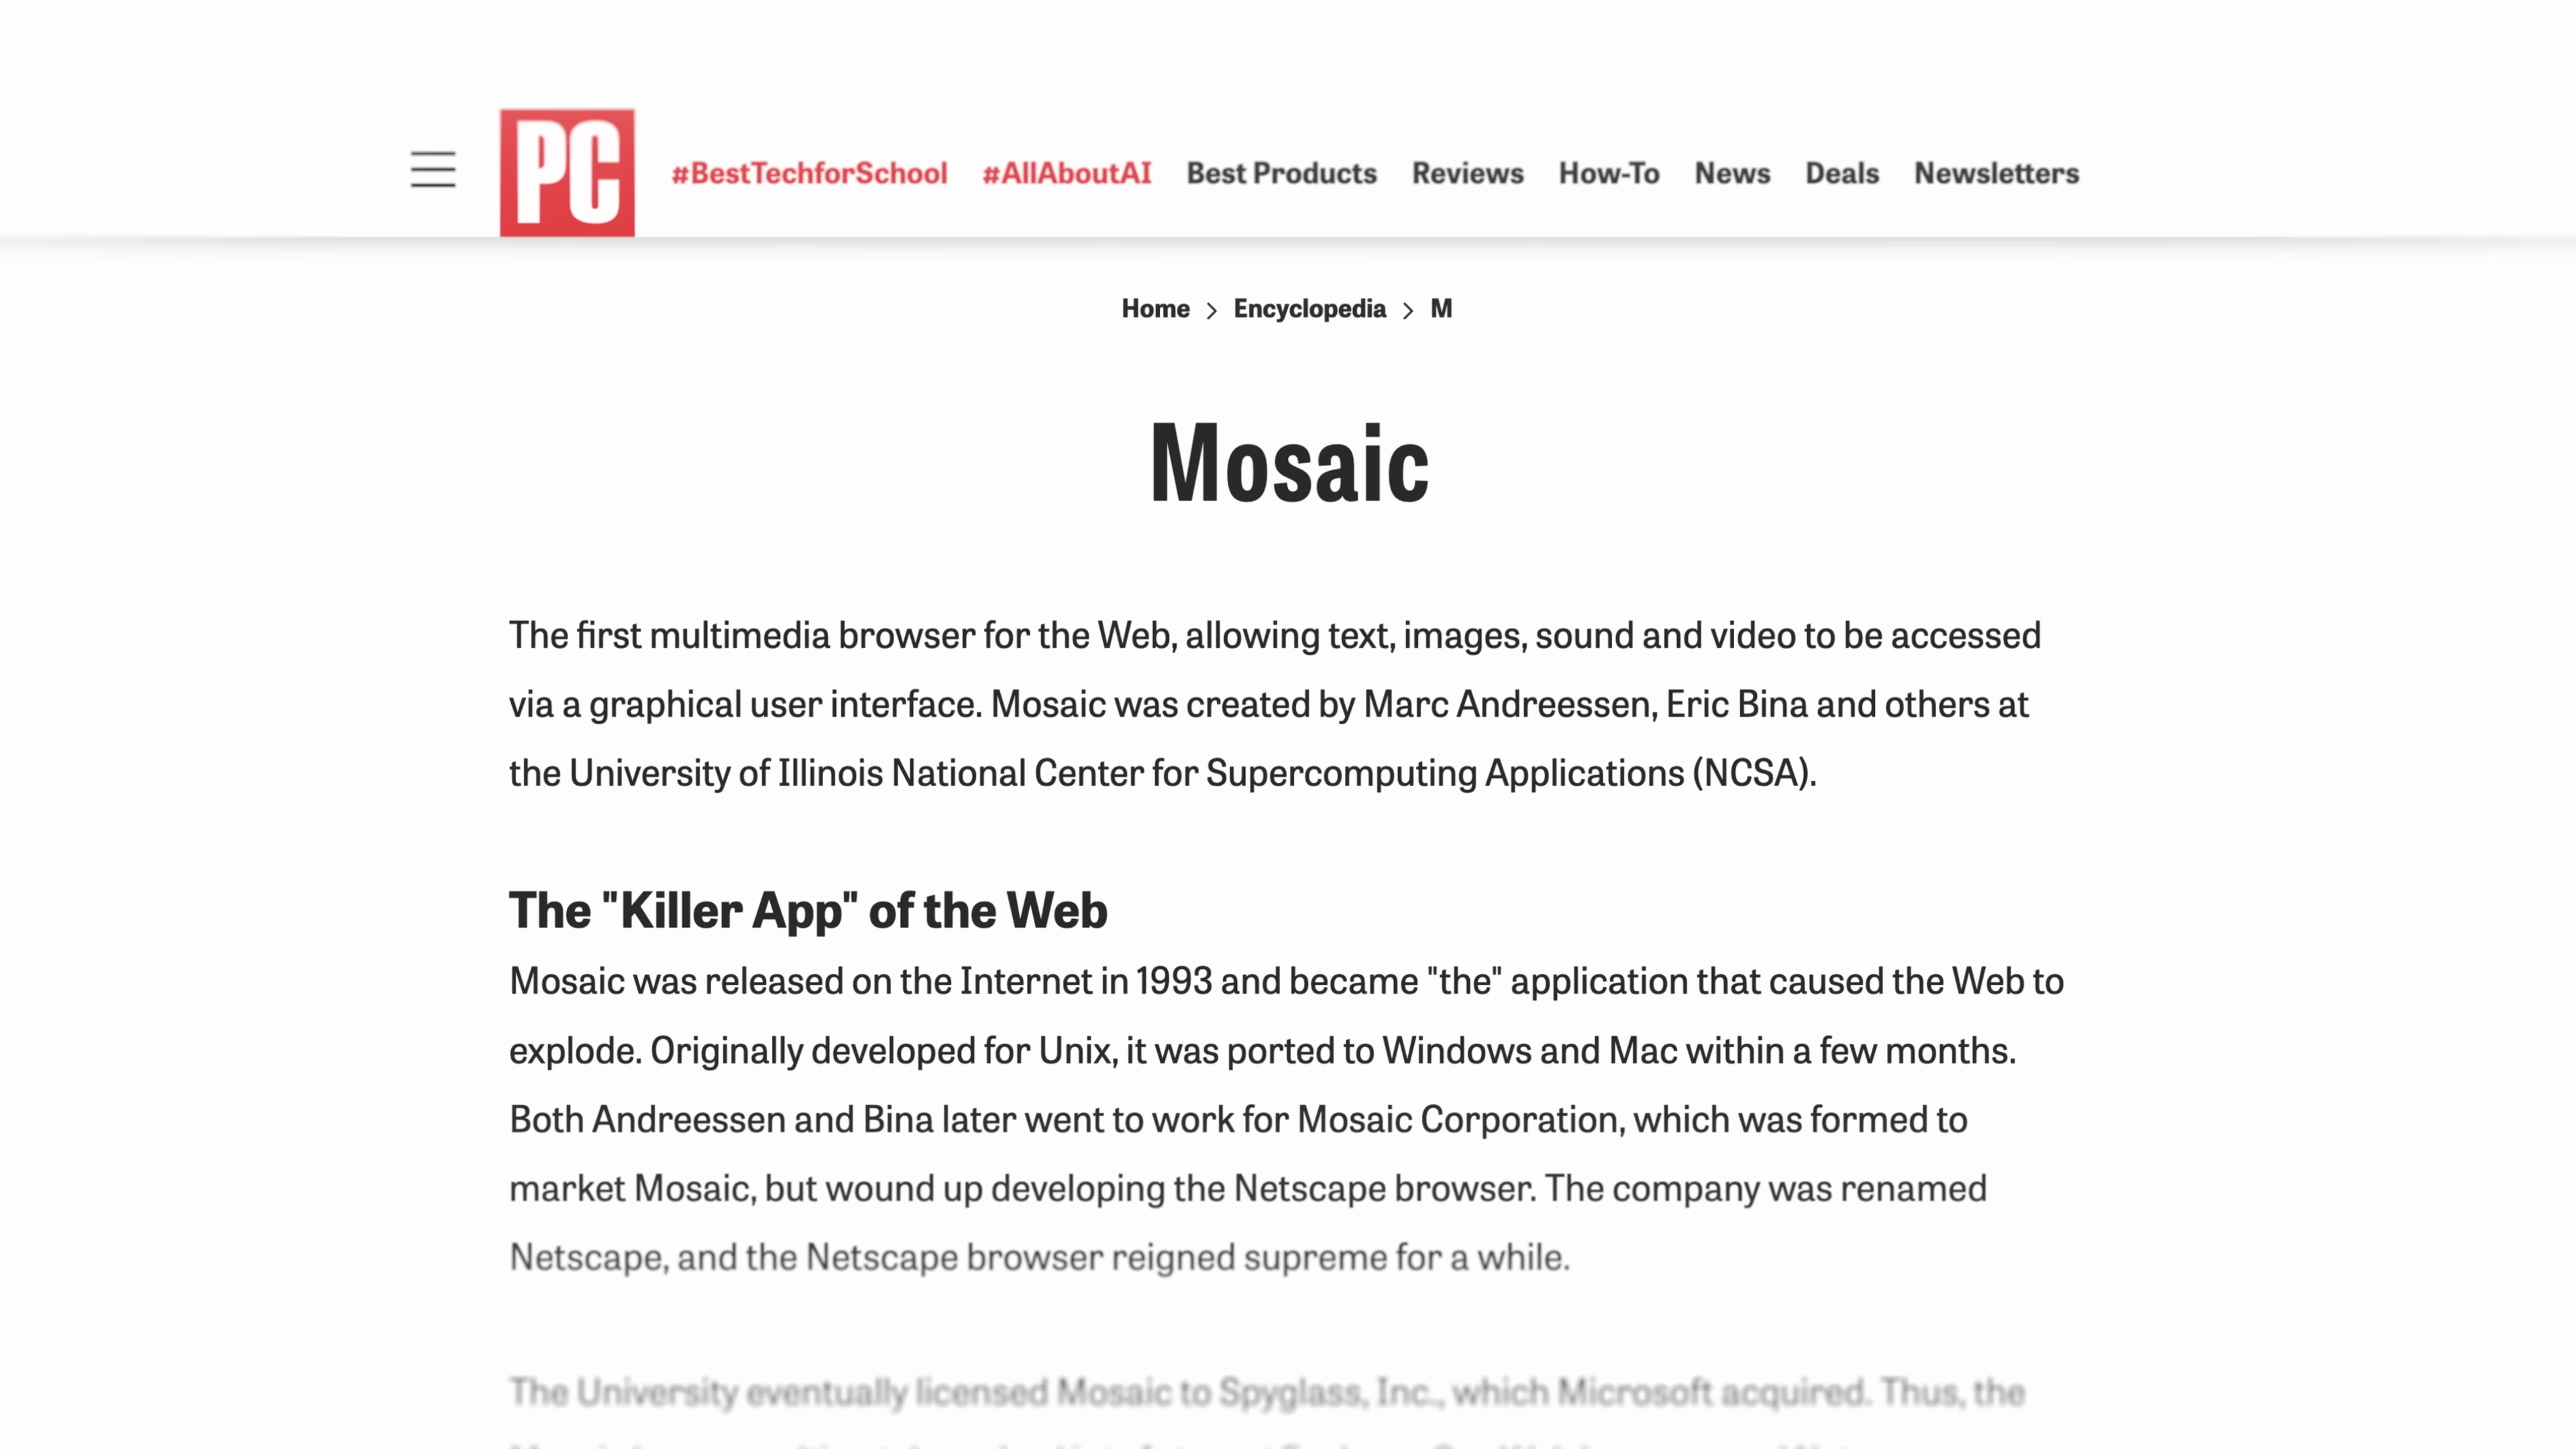 PC #BestTechforSchool #AllAboutAI Best Products Reviews How-To News Deals Newsletters
Home > Encyclopedia > M
Mosaic
The first multimedia browser for the Web, allowing text, images, sound and video to be accessed
via a graphical user interface. Mosaic was created by Marc Andreessen, Eric Bina and others at
the University of Illinois National Center for Supercomputing Applications (NCSA).
The "Killer App" of the Web
Mosaic was released on the Internet in 1993 and became "the" application that caused the Web to
explode. Originally developed for Unix, it was ported to Windows and Mac within a few months.
Both Andreessen and Bina later went to work for Mosaic Corporation, which was formed to
market Mosaic, but wound up developing the Netscape browser. The company was renamed
Netscape, and the Netscape browser reigned supreme for a while.
The University eventually licensed Mosaic to Spyglass, Inc., which Microsoft acquired. Thus, the